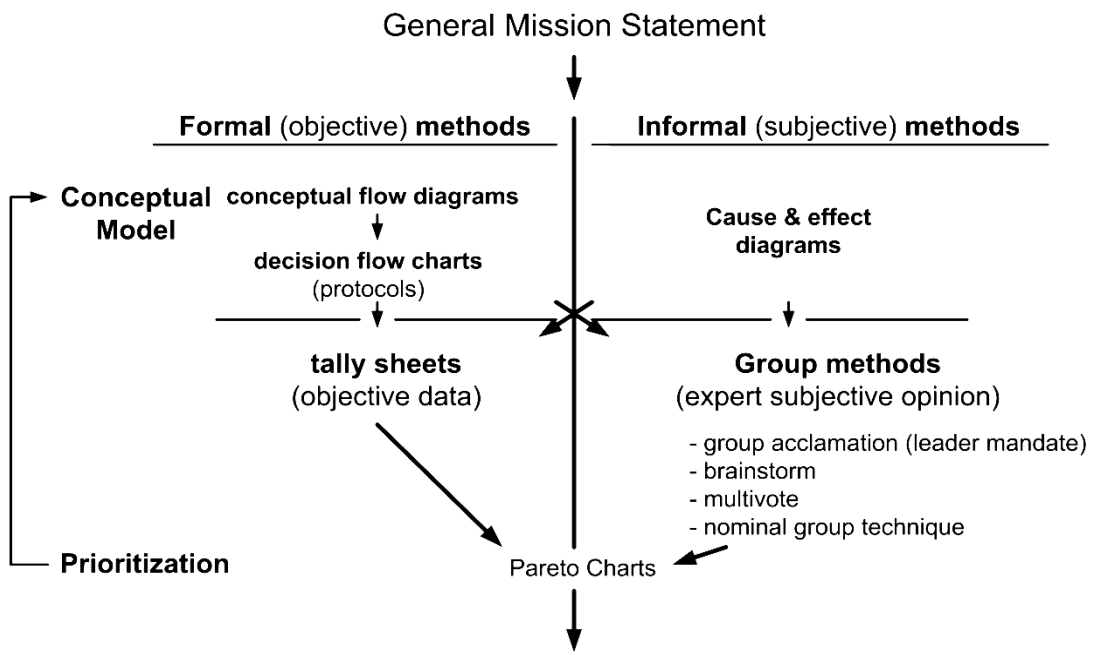 General Mission Statement
Formal (objective) methods
Informal (subjective) methods
Conceptual
Model
conceptual flow diagrams
decision flow charts
(protocols)
Cause & effect
diagrams
tally sheets
(objective data)
Group methods
(expert subjective opinion)
- group acclamation (leader mandate)
- brainstorm
- multivote
- nominal group technique
Prioritization
Pareto Charts